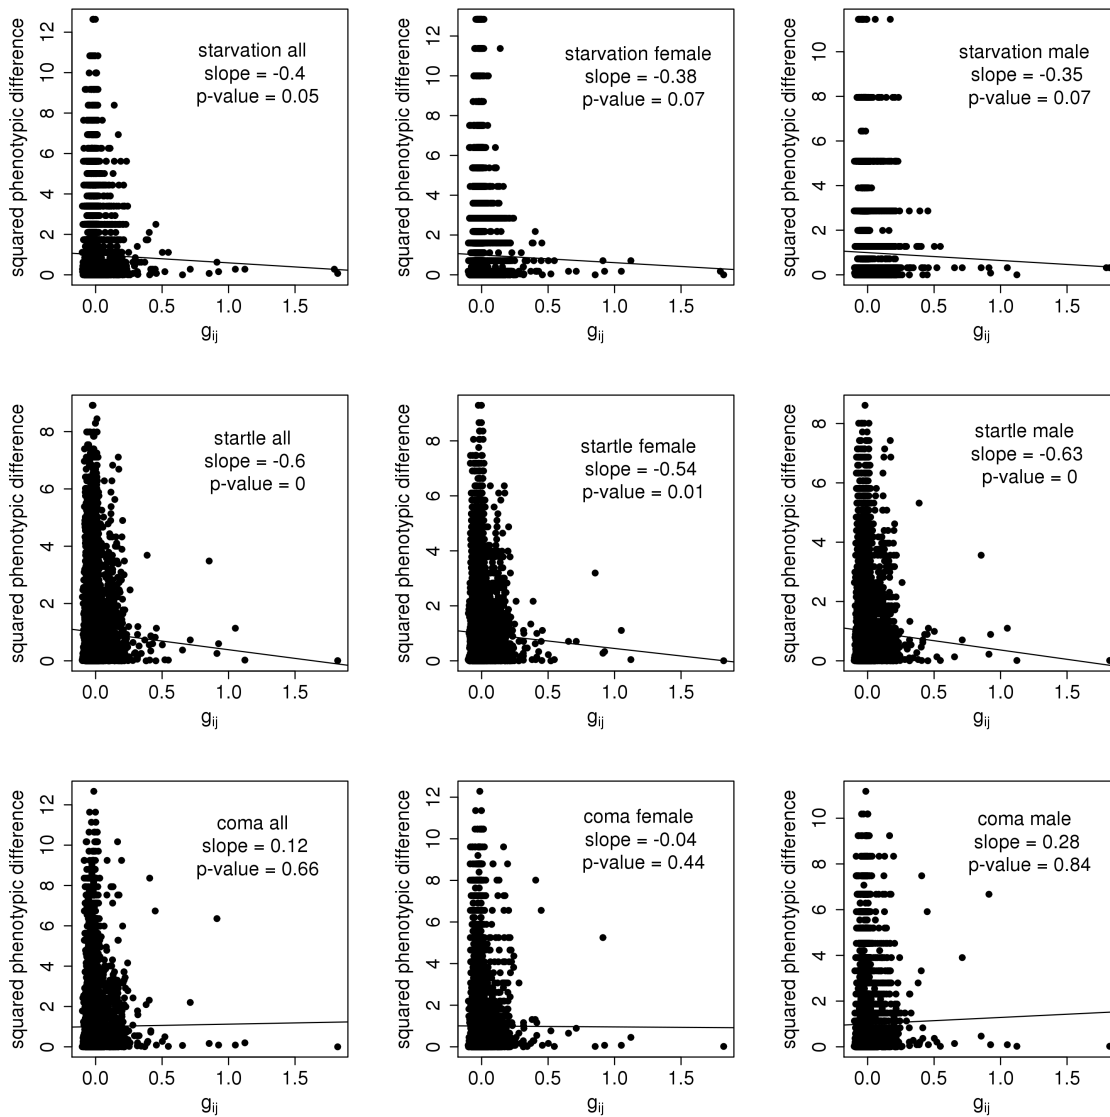 starvation all
slope = -0.4
p-value = 0.05
squared phenotypic difference
0 2 4 6 8 10 12
0.0 0.5 1.0 1.5
g_ij
starvation female
slope = -0.38
p-value = 0.07
squared phenotypic difference
0 2 4 6 8 10 12
0.0 0.5 1.0 1.5
g_ij
starvation male
slope = -0.35
p-value = 0.07
squared phenotypic difference
0 2 4 6 8 10
0.0 0.5 1.0 1.5
g_ij
startle all
slope = -0.6
p-value = 0
squared phenotypic difference
0 2 4 6 8
0.0 0.5 1.0 1.5
g_ij
startle female
slope = -0.54
p-value = 0.01
squared phenotypic difference
0 2 4 6 8
0.0 0.5 1.0 1.5
g_ij
startle male
slope = -0.63
p-value = 0
squared phenotypic difference
0 2 4 6 8
0.0 0.5 1.0 1.5
g_ij
coma all
slope = 0.12
p-value = 0.66
squared phenotypic difference
0 2 4 6 8 10 12
0.0 0.5 1.0 1.5
g_ij
coma female
slope = -0.04
p-value = 0.44
squared phenotypic difference
0 2 4 6 8 10 12
0.0 0.5 1.0 1.5
g_ij
coma male
slope = 0.28
p-value = 0.84
squared phenotypic difference
0 2 4 6 8 10
0.0 0.5 1.0 1.5
g_ij